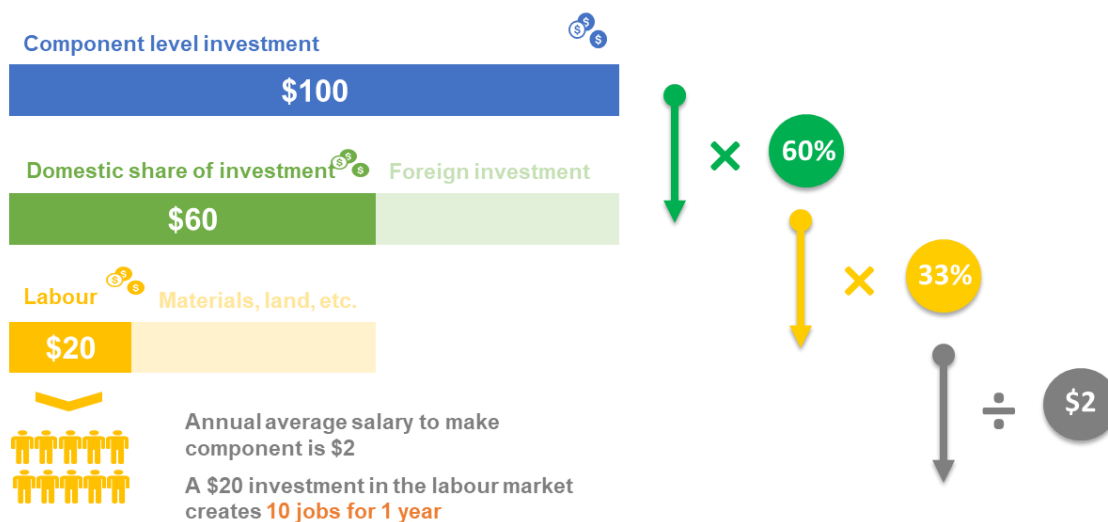 Component level investment
$100
60%
Domestic share of investment
Foreign investment
$60
33%
Labour
Materials, land, etc.
$20
$2
Annual average salary to make
component is $2
A $20 investment in the labour market
creates 10 jobs for 1 year